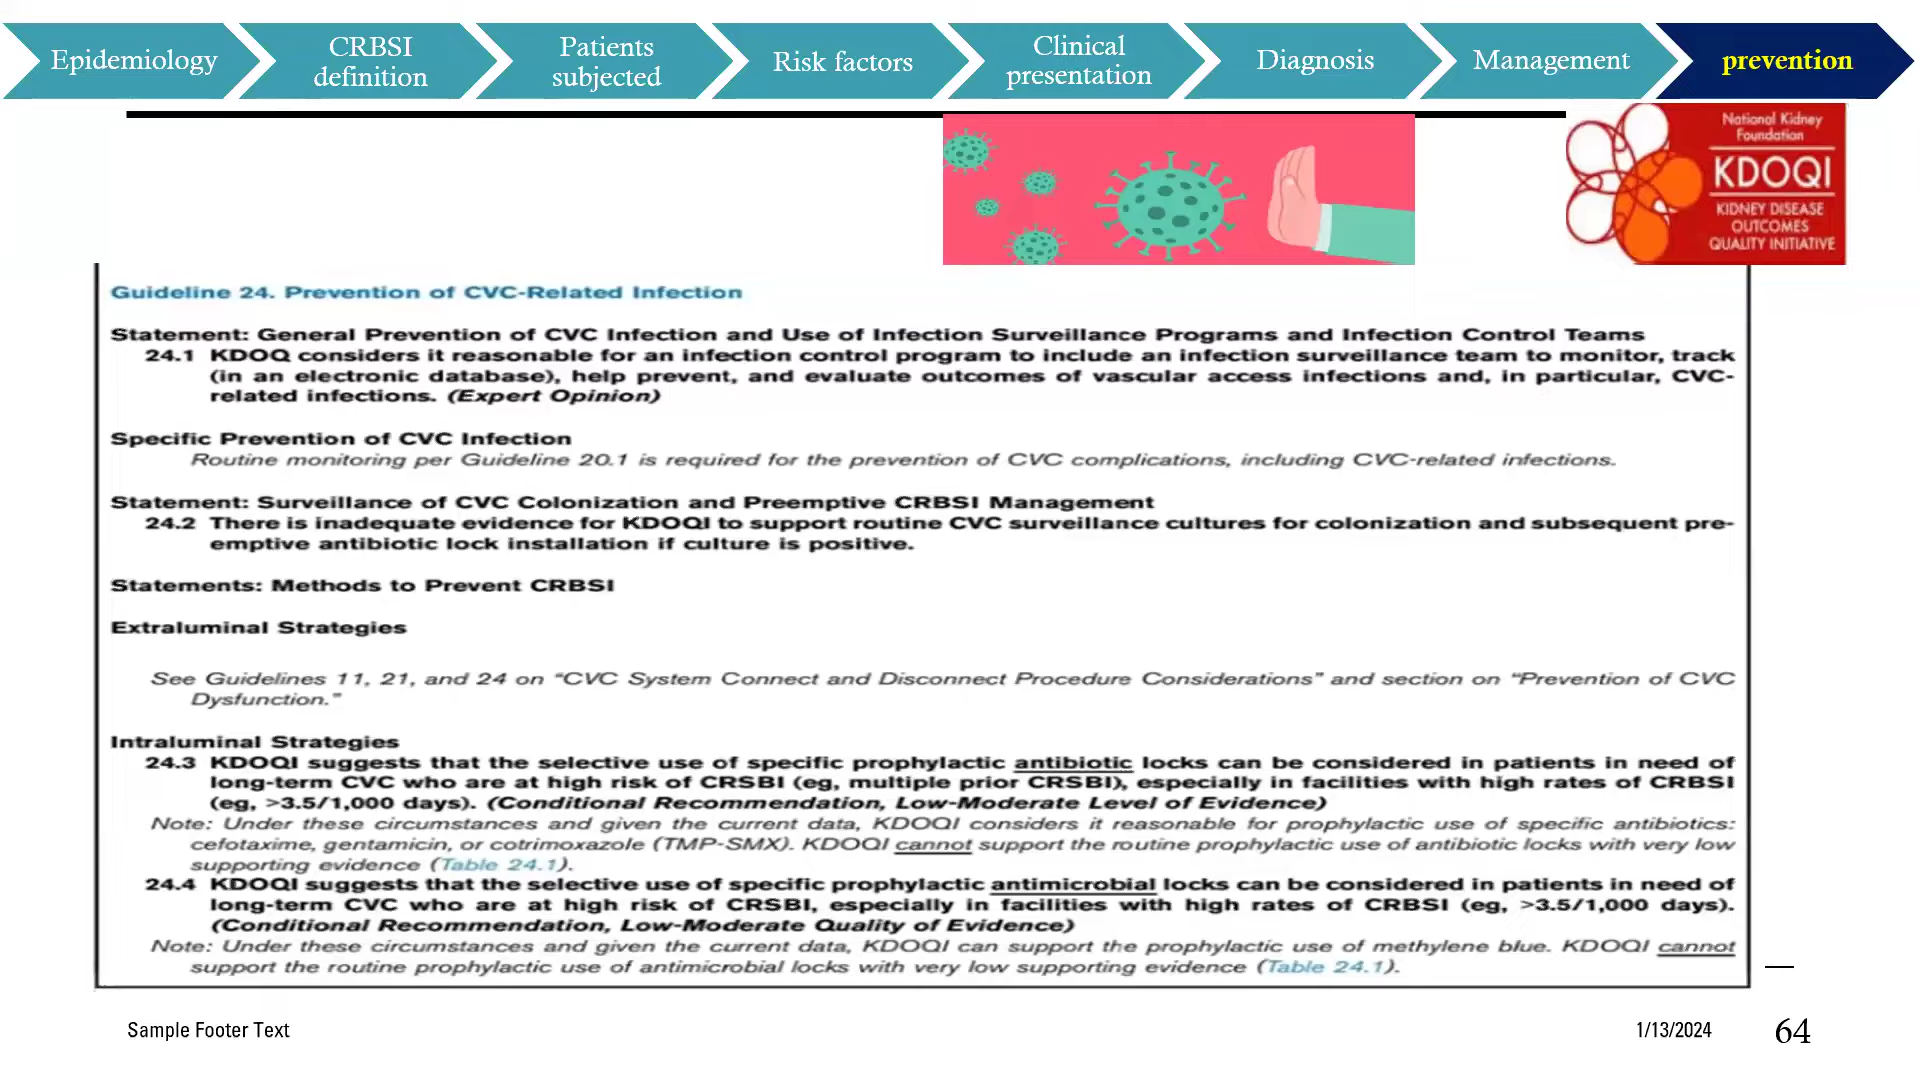 Epidemiology
CRBSI
definition
Patients
subjected
Risk factors
Clinical
presentation
Diagnosis
Management
prevention
National Kidney
Foundation
KDOQI
KIDNEY DISEASE
OUTCOMES
QUALITY INITIATIVE
Guideline 24. Prevention of CVC-Related Infection
Statement: General Prevention of CVC Infection and Use of Infection Surveillance Programs and Infection Control Teams
24.1 KDOQ considers it reasonable for an infection control program to include an infection surveillance team to monitor, track
(in an electronic database), help prevent, and evaluate outcomes of vascular access infections and, in particular, CVC-
related infections. (Expert Opinion)
Specific Prevention of CVC Infection
Routine monitoring per Guideline 20.1 is required for the prevention of CVC complications, including CVC-related infections.
Statement: Surveillance of CVC Colonization and Preemptive CRBSI Management
24.2 There is inadequate evidence for KDOQI to support routine CVC surveillance cultures for colonization and subsequent pre-
emptive antibiotic lock installation if culture is positive.
Statements: Methods to Prevent CRBSI
Extraluminal Strategies
See Guidelines 11, 21, and 24 on “CVC System Connect and Disconnect Procedure Considerations” and section on “Prevention of CVC
Dysfunction.”
Intraluminal Strategies
24.3 KDOQI suggests that the selective use of specific prophylactic antibiotic locks can be considered in patients in need of
long-term CVC who are at high risk of CRSBI (eg, multiple prior CRSBI), especially in facilities with high rates of CRBSI
(eg, >3.5/1,000 days). (Conditional Recommendation, Low-Moderate Level of Evidence)
Note: Under these circumstances and given the current data, KDOQI considers it reasonable for prophylactic use of specific antibiotics:
cefotaxime, gentamicin, or cotrimoxazole (TMP-SMX). KDOQI cannot support the routine prophylactic use of antibiotic locks with very low
supporting evidence (Table 24.1).
24.4 KDOQI suggests that the selective use of specific prophylactic antimicrobial locks can be considered in patients in need of
long-term CVC who are at high risk of CRSBI, especially in facilities with high rates of CRBSI (eg, >3.5/1,000 days).
(Conditional Recommendation, Low-Moderate Quality of Evidence)
Note: Under these circumstances and given the current data, KDOQI can support the prophylactic use of methylene blue. KDOQI cannot
support the routine prophylactic use of antimicrobial locks with very low supporting evidence (Table 24.1).
Sample Footer Text
1/13/2024
64